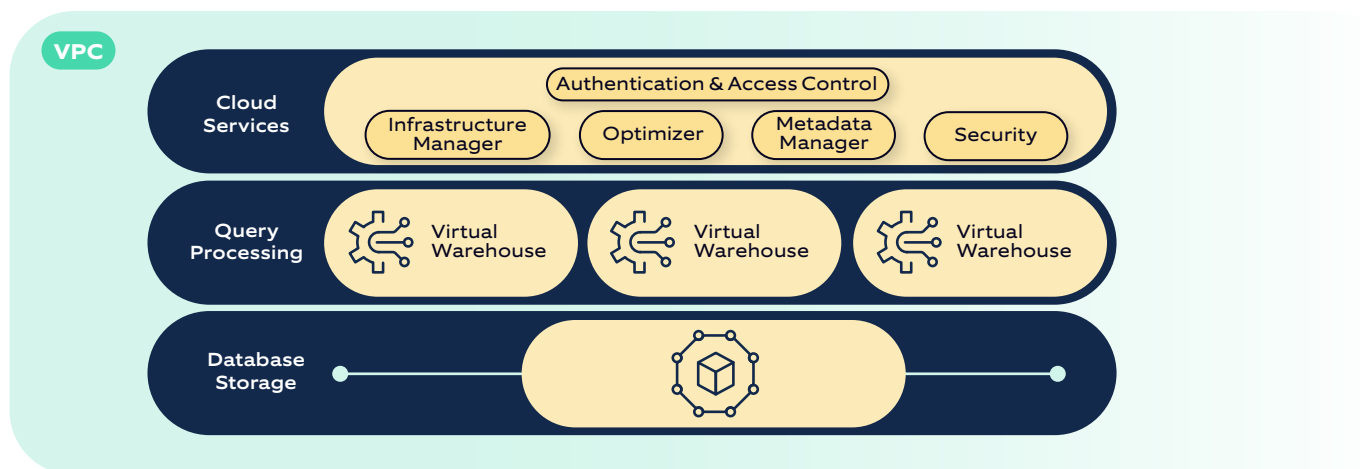 VPC
Cloud
Services
Authentication & Access Control
Infrastructure
Manager
Optimizer
Metadata
Manager
Security
Query
Processing
Virtual
Warehouse
Virtual
Warehouse
Virtual
Warehouse
Database
Storage